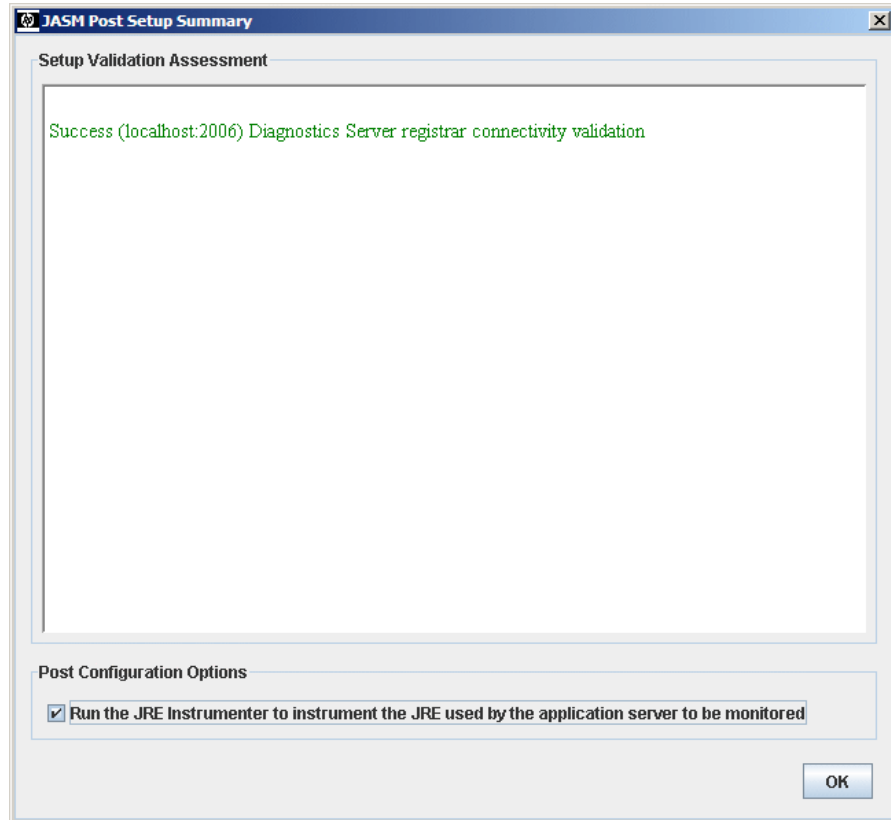 JASM Post Setup Summary
Setup Validation Assessment
Success (localhost:2006) Diagnostics Server registrar connectivity validation
Post Configuration Options
Run the JRE Instrumenter to instrument the JRE used by the application server to be monitored
OK